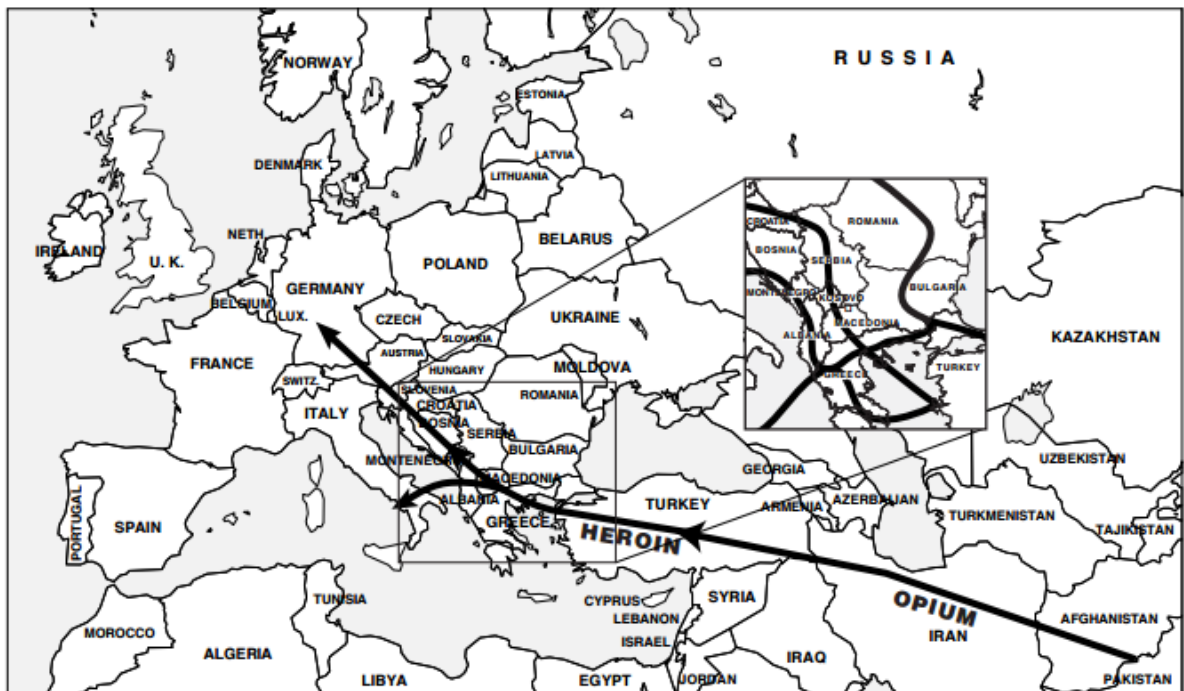 RUSSIA
NORWAY
ESTONIA
LATVIA
DENMARK
LITHUANIA
IRELAND
U. K.
NETH.
BELARUS
POLAND
GERMANY
BELGIUM
LUX.
CZECH
UKRAINE
SLOVAKIA
KAZAKHSTAN
FRANCE
AUSTRIA
HUNGARY
MOLDOVA
SWITZ.
SLOVENIA
ROMANIA
ITALY
CROATIA
BOSNIA
SERBIA
BULGARIA
MONTENEGR
MACEDONIA
ALBANIA
GREECE
PORTUGAL
SPAIN
GEORGIA
UZBEKISTAN
TURKEY
ARMENIA
AZERBAIJAN
TURKMENISTAN
TAJIKISTAN
HEROIN
OPIUM
TUNISIA
CYPRUS
SYRIA
LEBANON
ISRAEL
AFGHANISTAN
IRAN
MOROCCO
ALGERIA
LIBYA
EGYPT
JORDAN
IRAQ
PAKISTAN
CROATIA
ROMANIA
BOSNIA
SERBIA
BULGARIA
MONTENEGRO
KOSOVO
MACEDONIA
ALBANIA
GREECE
TURKEY